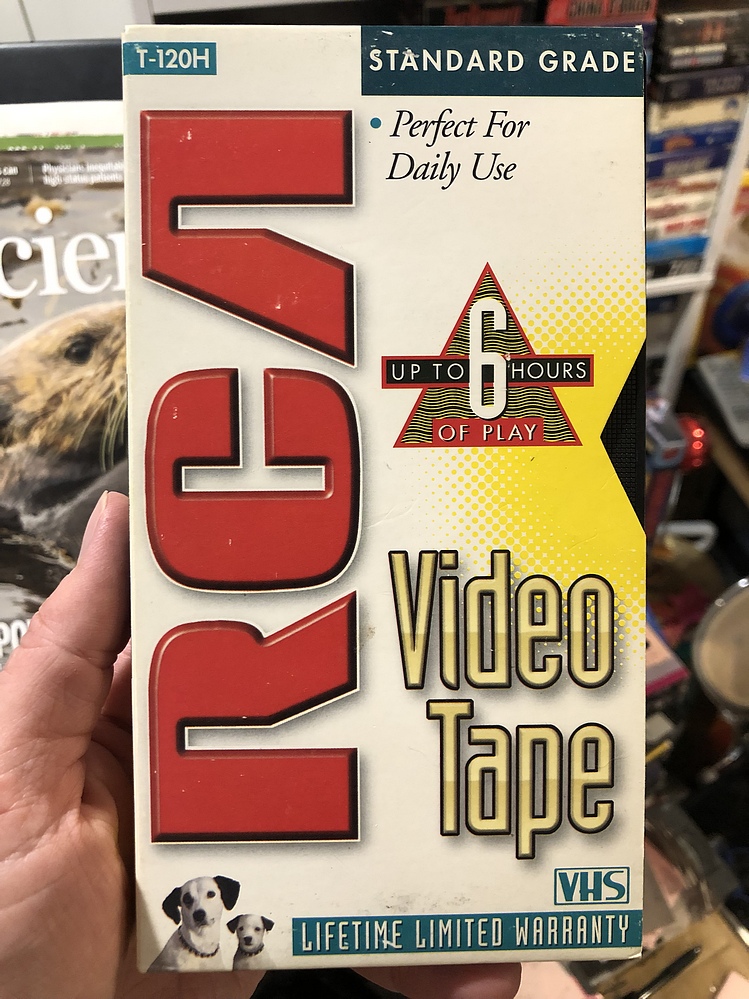 T-120H
STANDARD GRADE
• Perfect For
Daily Use
RCA
UP TO 6 HOURS
OF PLAY
Video
Tape
VHS
LIFETIME LIMITED WARRANTY